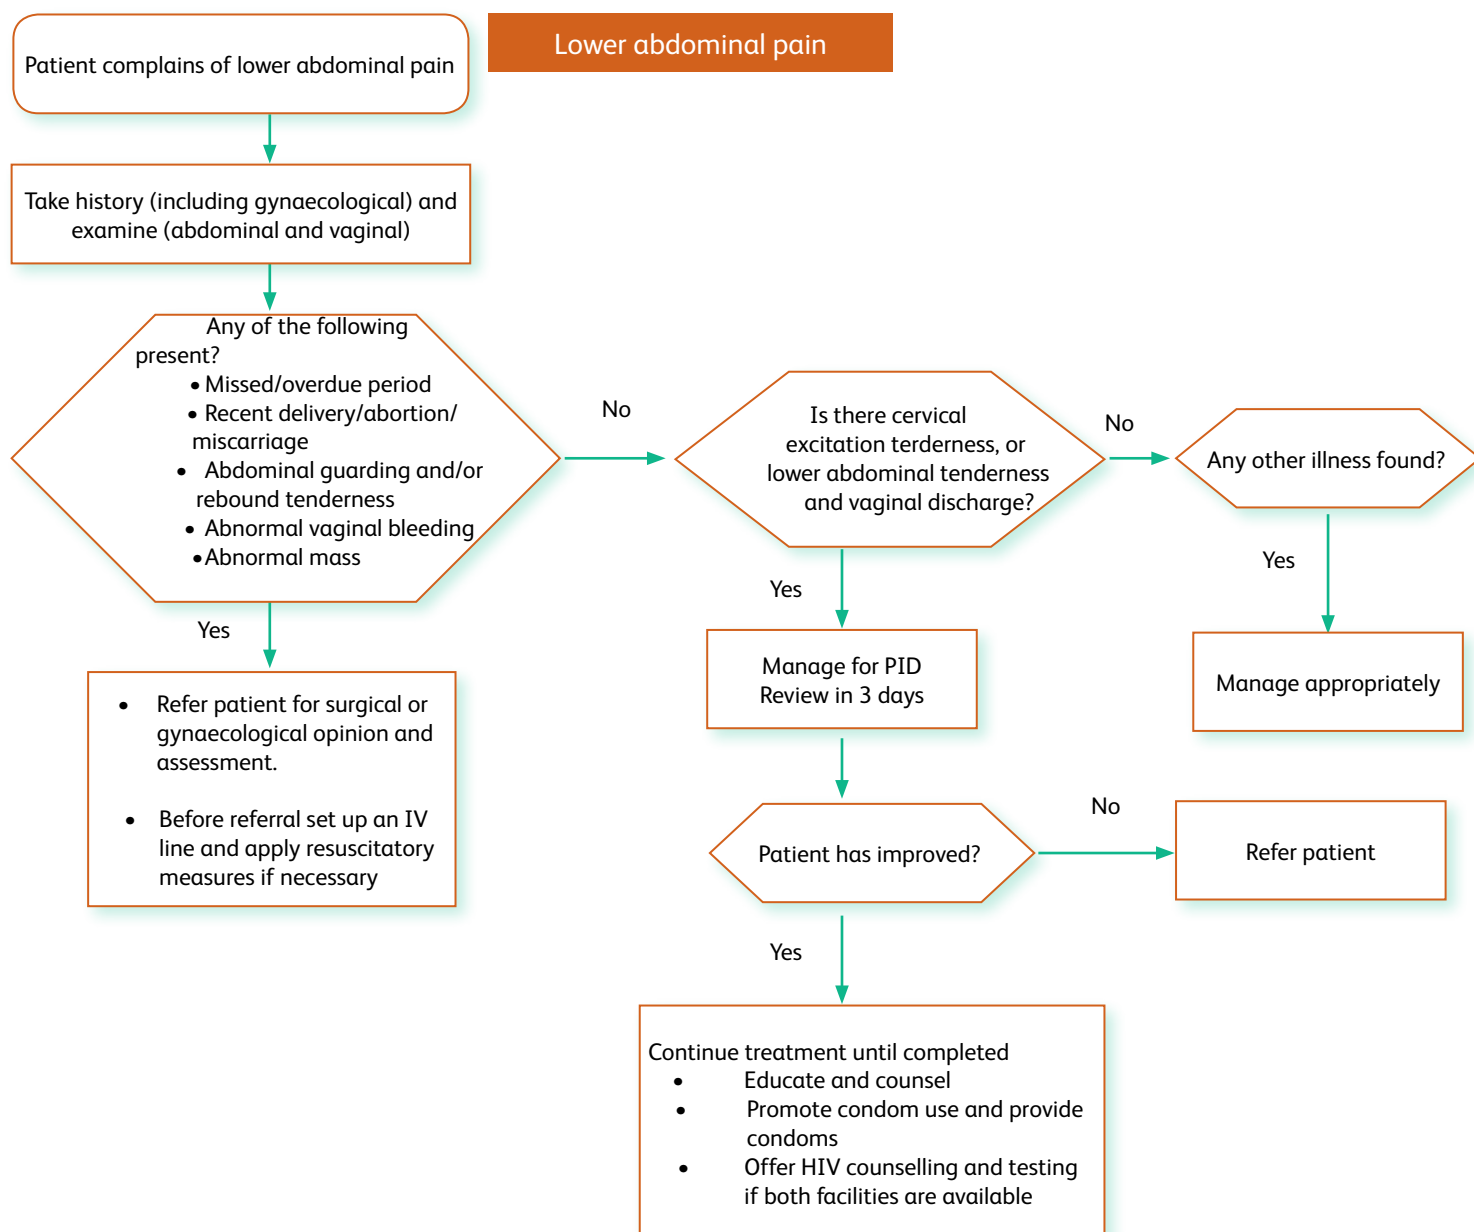 Lower abdominal pain
Patient complains of lower abdominal pain
Take history (including gynaecological) and
examine (abdominal and vaginal)
Any of the following
present?
• Missed/overdue period
• Recent delivery/abortion/
miscarriage
• Abdominal guarding and/or
rebound tenderness
• Abnormal vaginal bleeding
• Abnormal mass
No
Is there cervical
excitation terderness, or
lower abdominal tenderness
and vaginal discharge?
No
Any other illness found?
Yes
Manage appropriately
Yes
Manage for PID
Review in 3 days
Yes
• Refer patient for surgical or
gynaecological opinion and
assessment.
• Before referral set up an IV
line and apply resuscitatory
measures if necessary
Patient has improved?
No
Refer patient
Yes
Continue treatment until completed
• Educate and counsel
• Promote condom use and provide
condoms
• Offer HIV counselling and testing
if both facilities are available